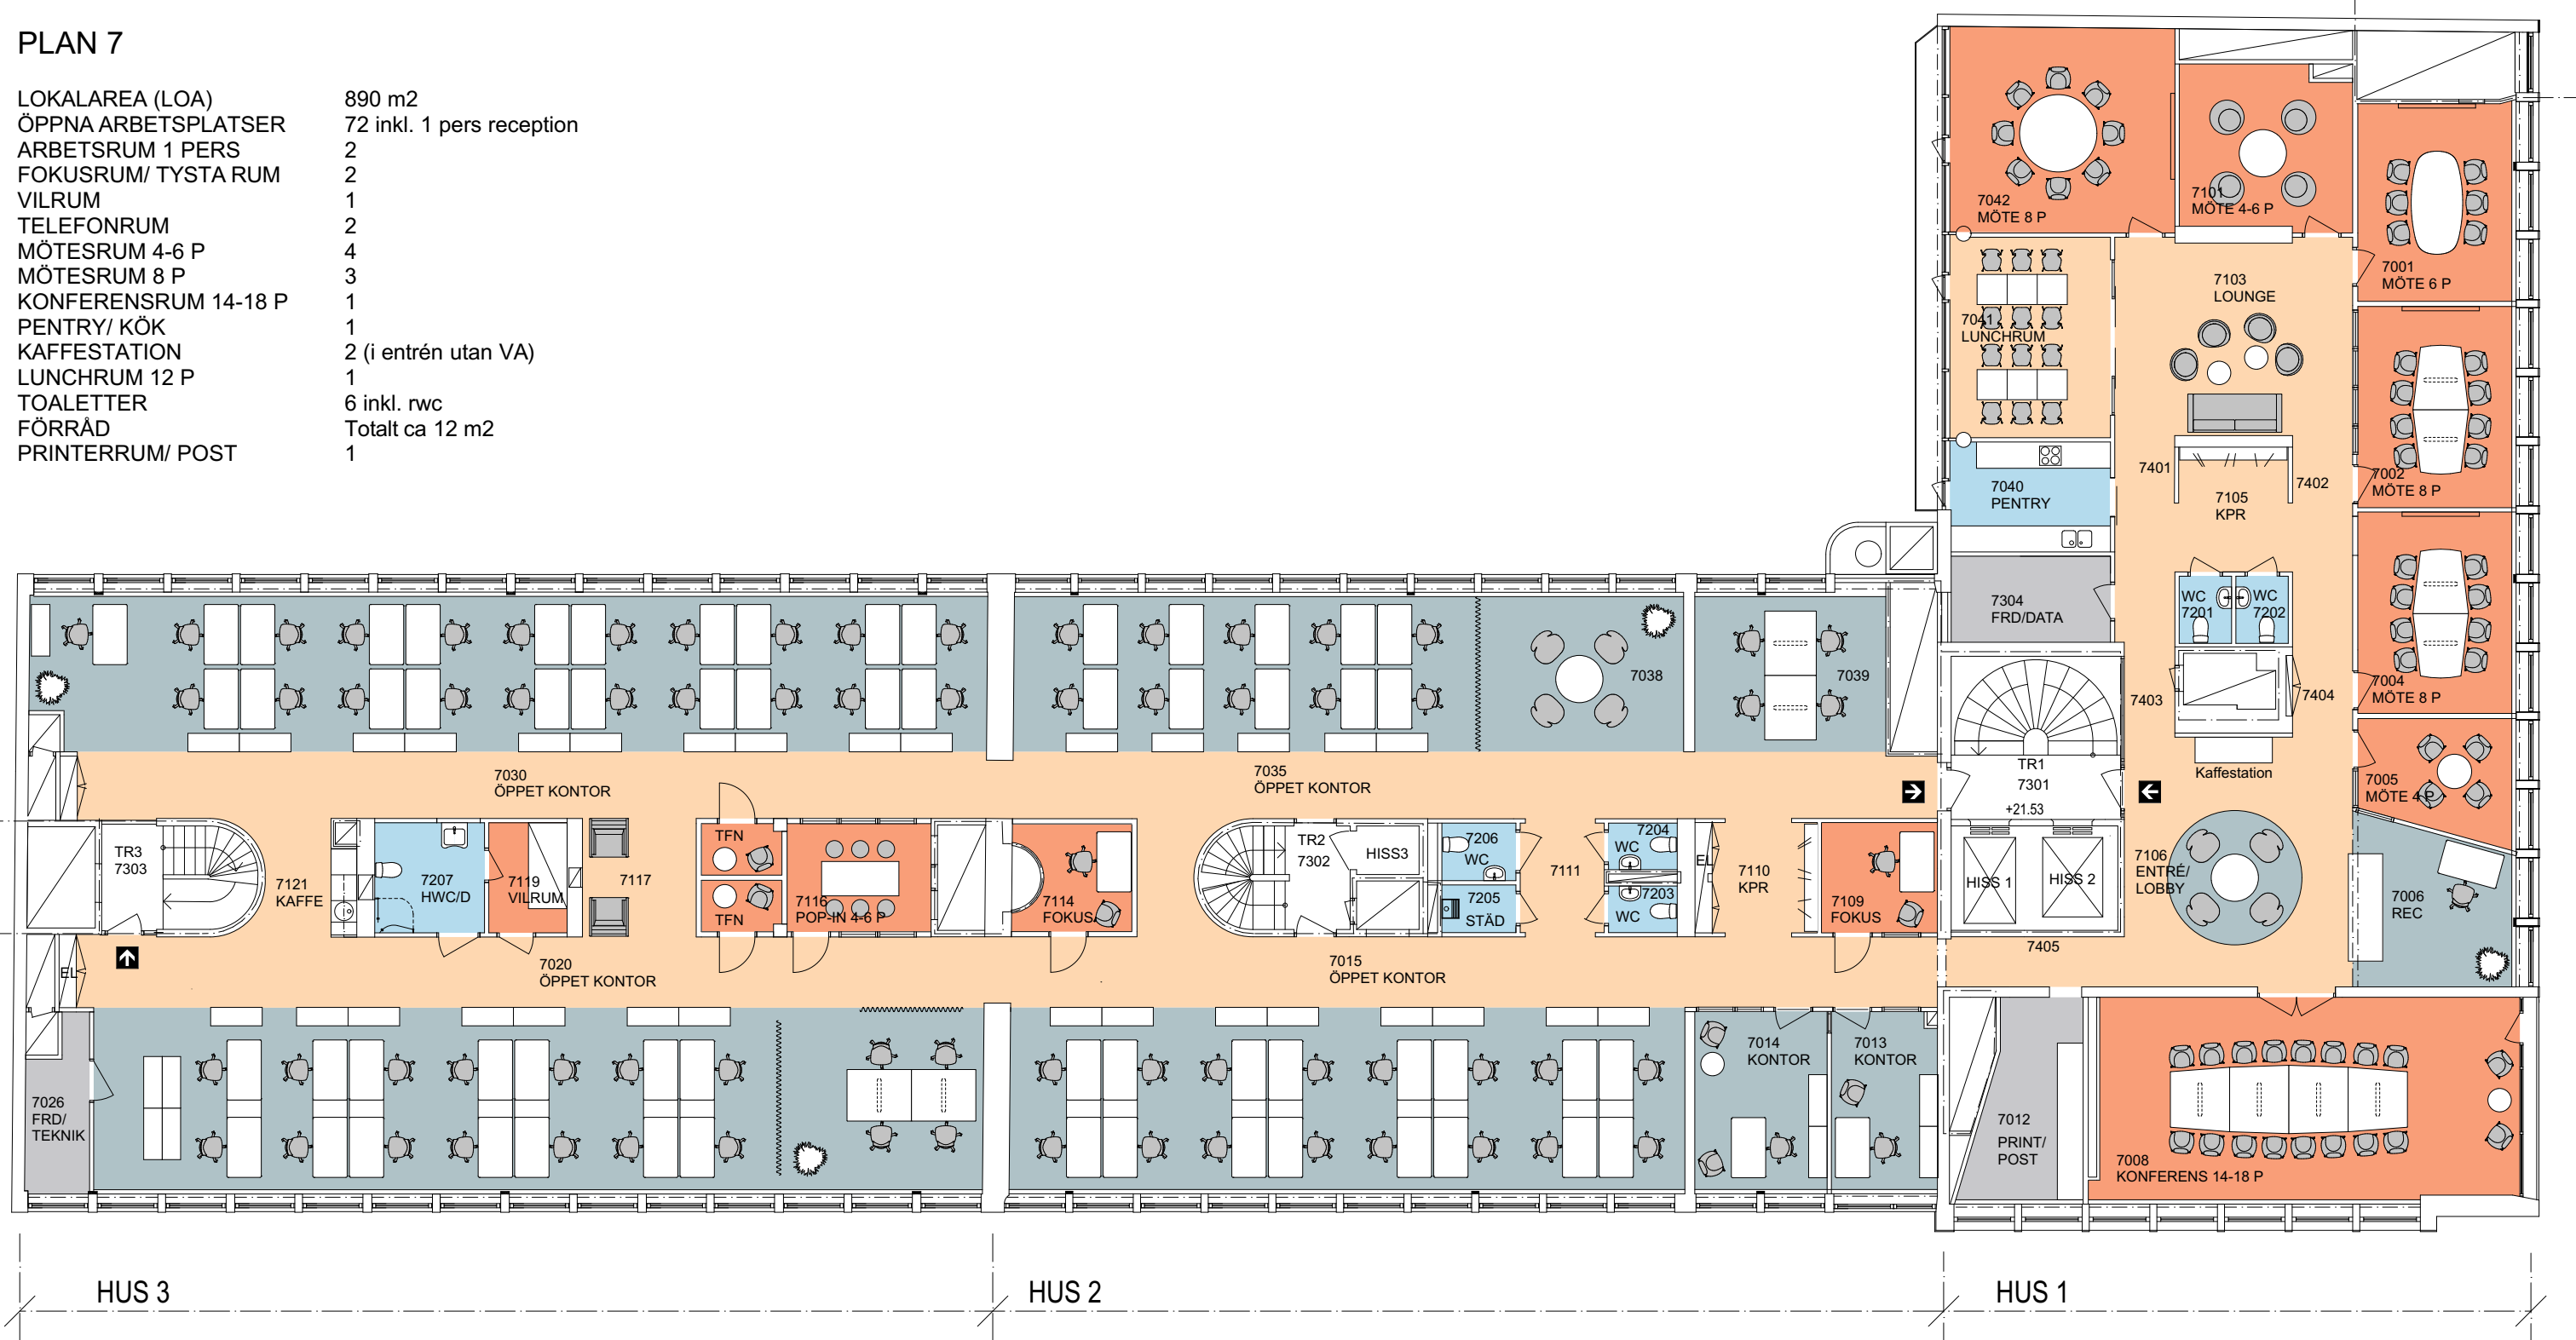 PLAN 7
LOKALAREA (LOA) 890 m2
ÖPPNA ARBETSPLATSER 72 inkl. 1 pers reception
ARBETSRUM 1 PERS 2
FOKUSRUM/ TYSTA RUM 2
VILRUM 1
TELEFONRUM 2
MÖTESRUM 4-6 P 4
MÖTESRUM 8 P 3
KONFERENSRUM 14-18 P 1
PENTRY/ KÖK 1
KAFFESTATION 2 (i entrén utan VA)
LUNCHRUM 12 P 1
TOALETTER 6 inkl. rwc
FÖRRÅD Totalt ca 12 m2
PRINTERRUM/ POST 1
7042
MÖTE 8 P
7101
MÖTE 4-6 P
7001
MÖTE 6 P
7103
LOUNGE
7041
LUNCHRUM
7401
7402
7002
MÖTE 8 P
7040
PENTRY
7105
KPR
7304
FRD/DATA
WC
7201
WC
7202
7004
MÖTE 8 P
7403
7404
7038
7039
TR1
7301
+21.53
Kaffestation
7005
MÖTE 4 P
7030
ÖPPET KONTOR
7035
ÖPPET KONTOR
TR3
7303
7121
KAFFE
7207
HWC/D
7119
VILRUM
7117
TFN
TFN
7116
POP-IN 4-6 P
7114
FOKUS
TR2
7302
HISS3
7206
WC
7205
STÄD
7111
7204
WC
7203
WC
EL
7110
KPR
7109
FOKUS
HISS 1
HISS 2
7106
ENTRÉ/
LOBBY
7006
REC
7405
EL
7020
ÖPPET KONTOR
7015
ÖPPET KONTOR
7026
FRD/
TEKNIK
7014
KONTOR
7013
KONTOR
7012
PRINT/
POST
7008
KONFERENS 14-18 P
HUS 3
HUS 2
HUS 1